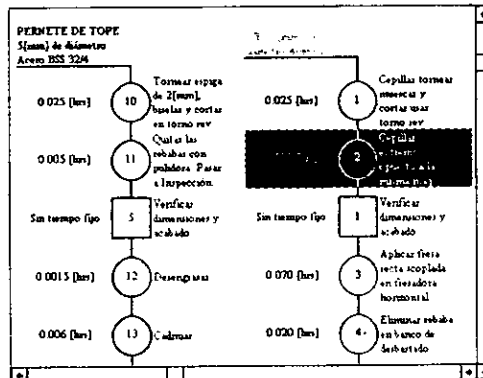 PERNETE DE TOPE
5[mm] de diámetro
Acero BSS 32/4
0.025 [hrs]
10
Tornear espiga
de 2[mm],
biselas y cortar
en torno rev
0.005 [hrs]
11
Quitar las
rebabas con
pulidora. Pasar
a Inspección.
Sin tiempo fijo
5
Verificar
dimensiones y
acabado
0.0015 [hrs]
12
Desengrasar
0.006 [hrs]
13
Cadmiar
0.025 [hrs]
1
Cepillar tornear
muescar y
cortar usar
torno rev
2
Cepillar
extremo
Sin tiempo fijo
1
Verificar
dimensiones y
acabado
0.070 [hrs]
3
Aplicar fresa
recta acoplada
en fresadora
horizontal
0.020 [hrs]
4
Eliminar rebaba
en banco de
desbarbado